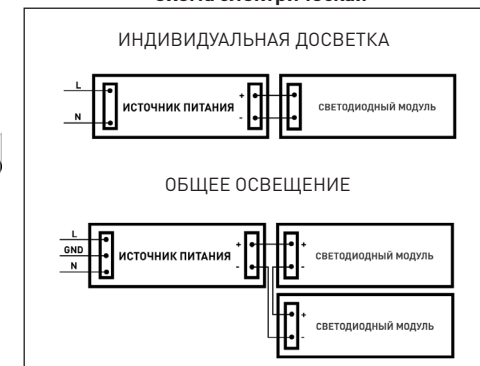 ИНДИВИДУАЛЬНАЯ ДОСВЕТКА
L
N
ИСТОЧНИК ПИТАНИЯ
+
-
СВЕТОДИОДНЫЙ МОДУЛЬ
ОБЩЕЕ ОСВЕЩЕНИЕ
L
GND
N
ИСТОЧНИК ПИТАНИЯ
+
-
+
-
СВЕТОДИОДНЫЙ МОДУЛЬ
+
-
СВЕТОДИОДНЫЙ МОДУЛЬ